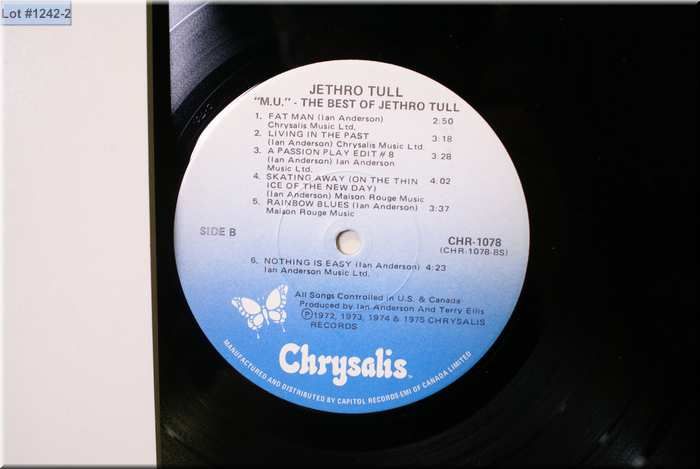 Lot #1242-2
JETHRO TULL
"M.U." - THE BEST OF JETHRO TULL
1. FAT MAN (Ian Anderson) 2:50
Chrysalis Music Ltd.
2. LIVING IN THE PAST 3:18
(Ian Anderson) Chrysalis Music Ltd.
3. A PASSION PLAY EDIT #8 3:28
(Ian Anderson) Ian Anderson
Music Ltd.
4. SKATING AWAY (ON THE THIN 4:02
ICE OF THE NEW DAY)
(Ian Anderson) Maison Rouge Music
5. RAINBOW BLUES (Ian Anderson) 3:37
Maison Rouge Music
SIDE B
CHR-1078
(CHR-1078-BS)
6. NOTHING IS EASY (Ian Anderson) 4:23
Ian Anderson Music Ltd.
All Songs Controlled in U.S. & Canada
Produced by Ian Anderson And Terry Ellis
Ⓟ1972, 1973, 1974 & 1975 CHRYSALIS
RECORDS
Chrysalis™
MANUFACTURED AND DISTRIBUTED BY CAPITOL RECORDS-EMI OF CANADA LIMITED